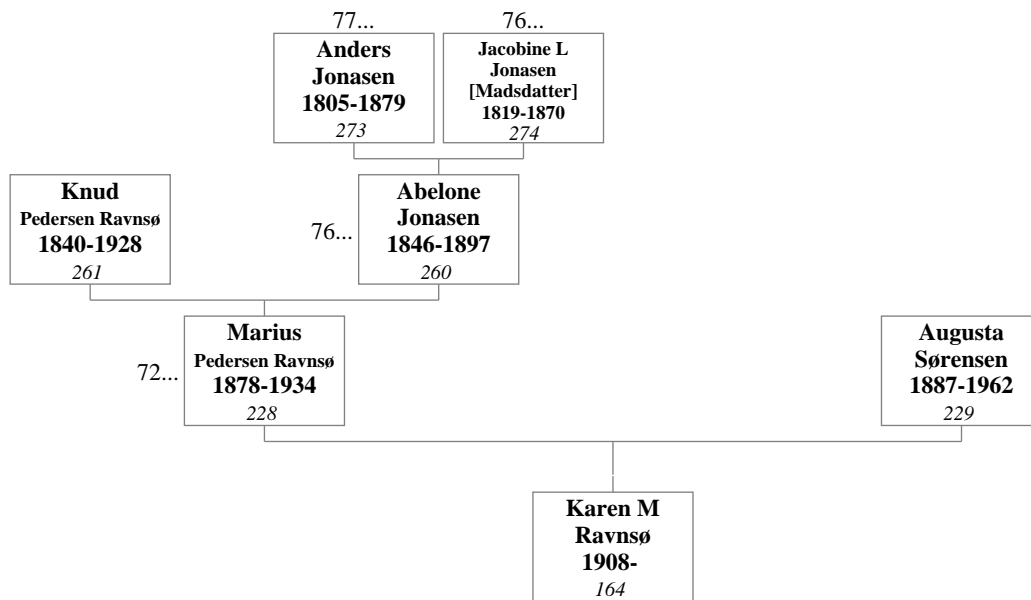 77...
76...
Anders
Jonasen
1805-1879
273
Jacobine L
Jonasen
[Madsdatter]
1819-1870
274
Knud
Pedersen Ravnsø
1840-1928
261
76...
Abelone
Jonasen
1846-1897
260
72...
Marius
Pedersen Ravnsø
1878-1934
228
Augusta
Sørensen
1887-1962
229
Karen M
Ravnsø
1908-
164